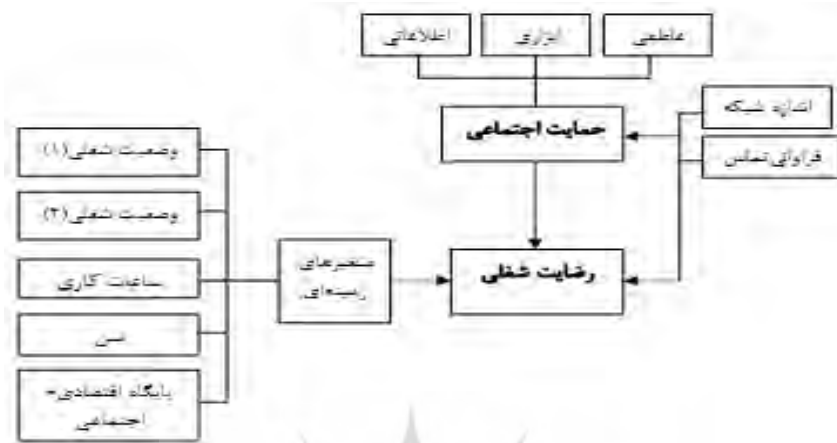 عاطفی
ابزاری
اطلاعاتی
اندازه شبکه
حمایت اجتماعی
فراوانی تماس
وضعیت شغلی(۱)
وضعیت شغلی(۲)
متغیرهای
زمینه‌ای
رضایت شغلی
ساعات کاری
سن
پایگاه اقتصادی-
اجتماعی